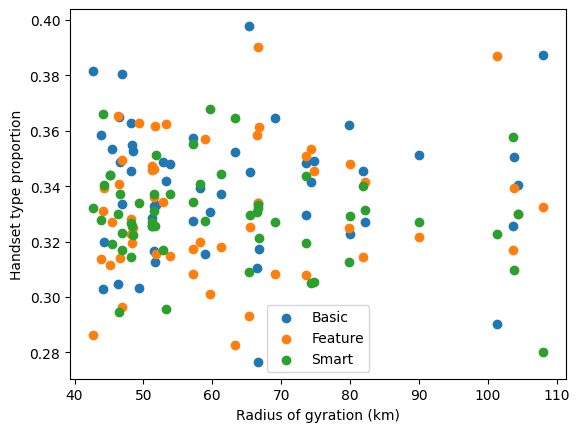 0.40
0.38
0.36
0.34
0.32
0.30
0.28
Handset type proportion
Basic
Feature
Smart
40 50 60 70 80 90 100 110
Radius of gyration (km)